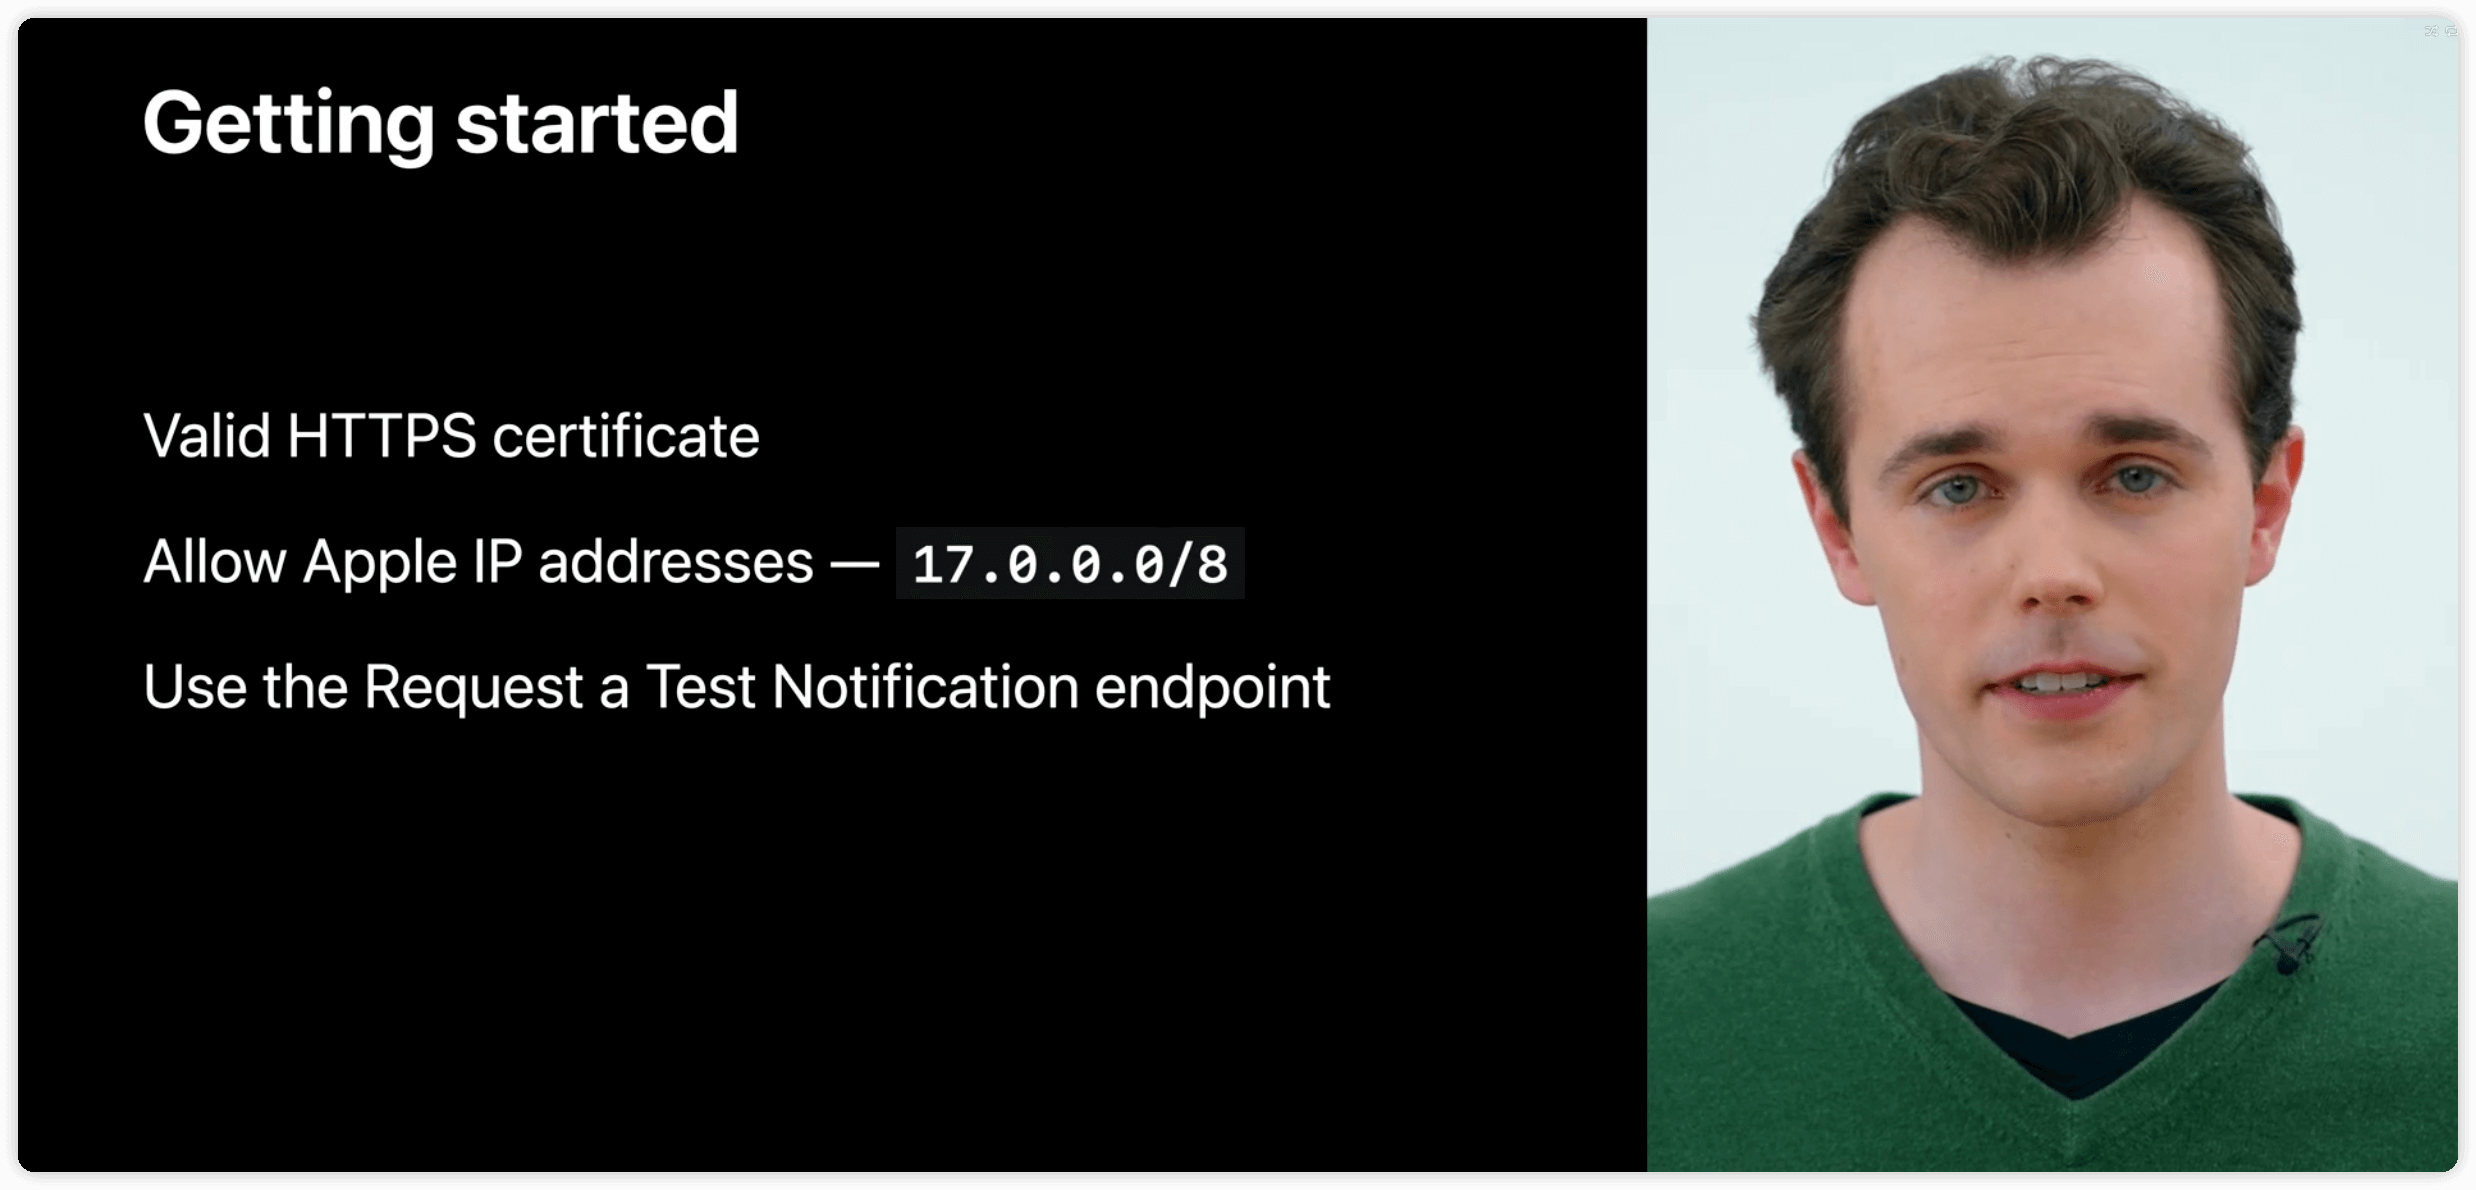 Getting started
Valid HTTPS certificate
Allow Apple IP addresses — 17.0.0.0/8
Use the Request a Test Notification endpoint